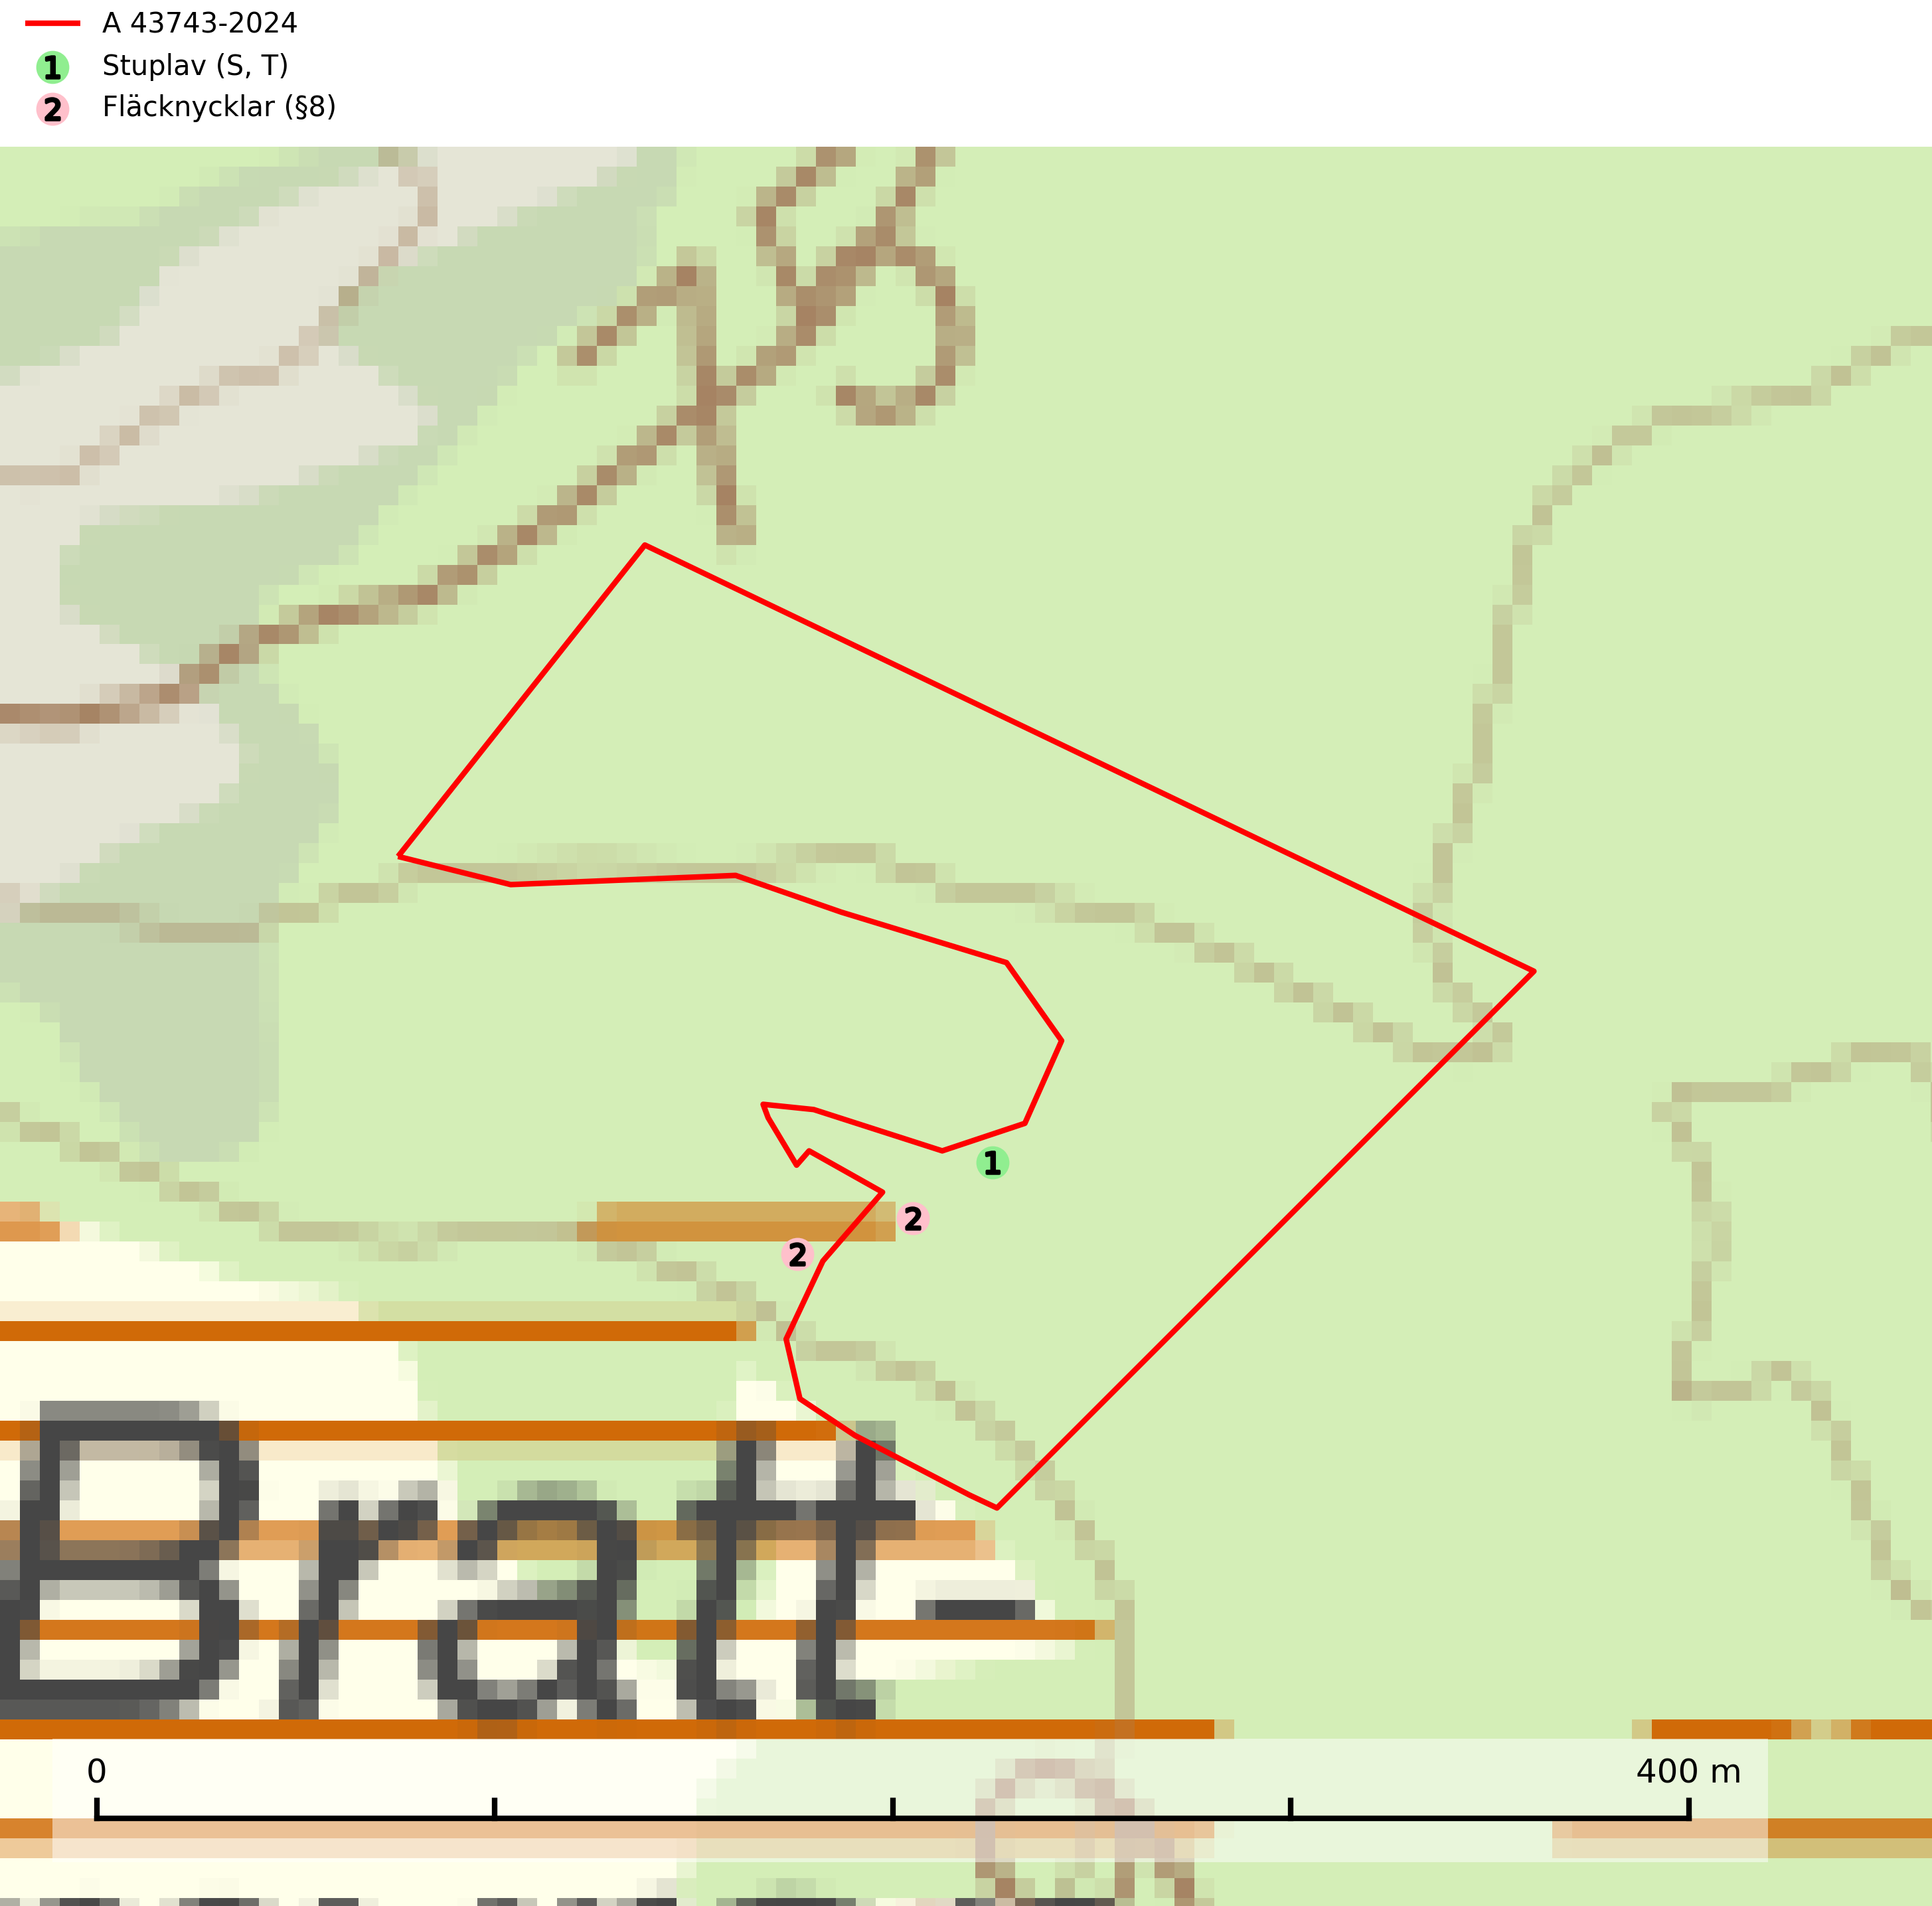 A 43743-2024
1 Stuplav (S, T)
2 Fläcknycklar (§8)
1
2
2
Bratt-
0
400 m